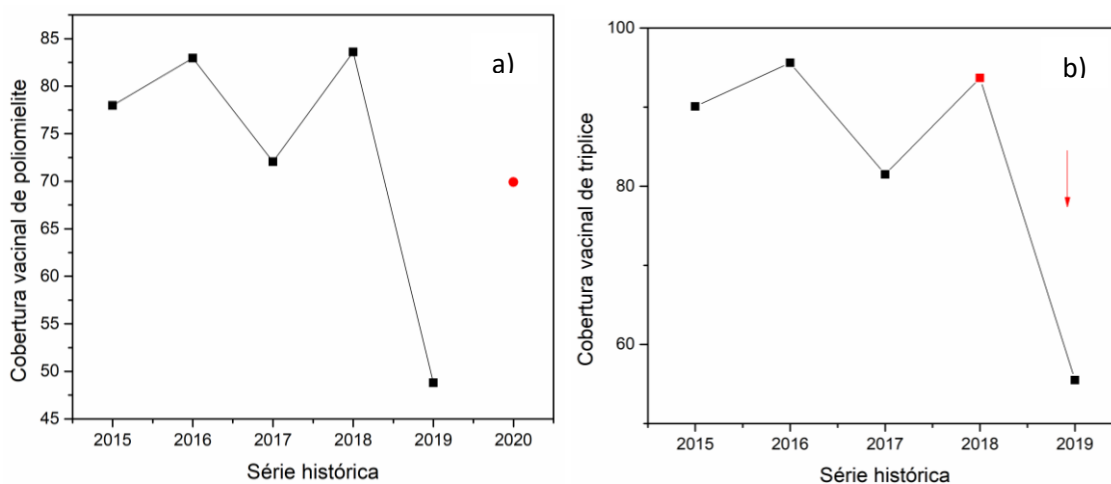 a)
Cobertura vacinal de poliomielite
85
80
75
70
65
60
55
50
45
2015 2016 2017 2018 2019 2020
Série histórica
b)
Cobertura vacinal de triplice
100
80
60
2015 2016 2017 2018 2019
Série histórica